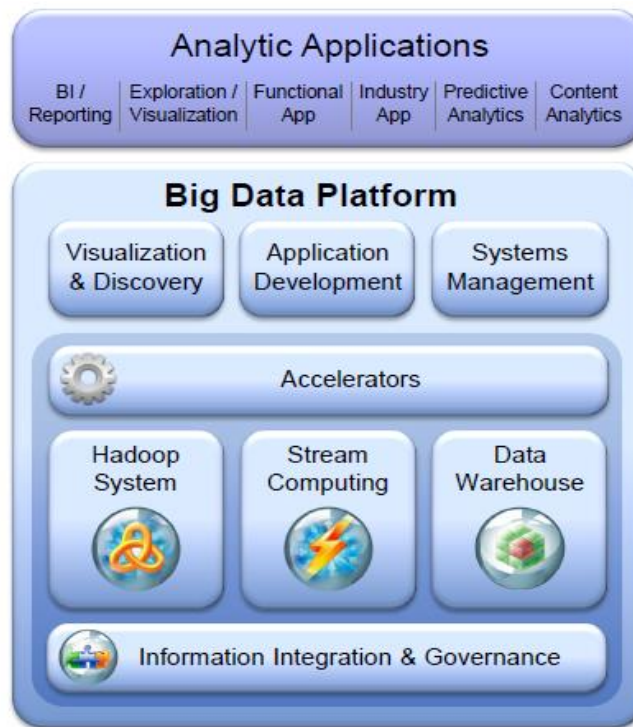 Analytic Applications
BI /
Reporting
Exploration /
Visualization
Functional
App
Industry
App
Predictive
Analytics
Content
Analytics
Big Data Platform
Visualization
& Discovery
Application
Development
Systems
Management
Accelerators
Hadoop
System
Stream
Computing
Data
Warehouse
Information Integration & Governance